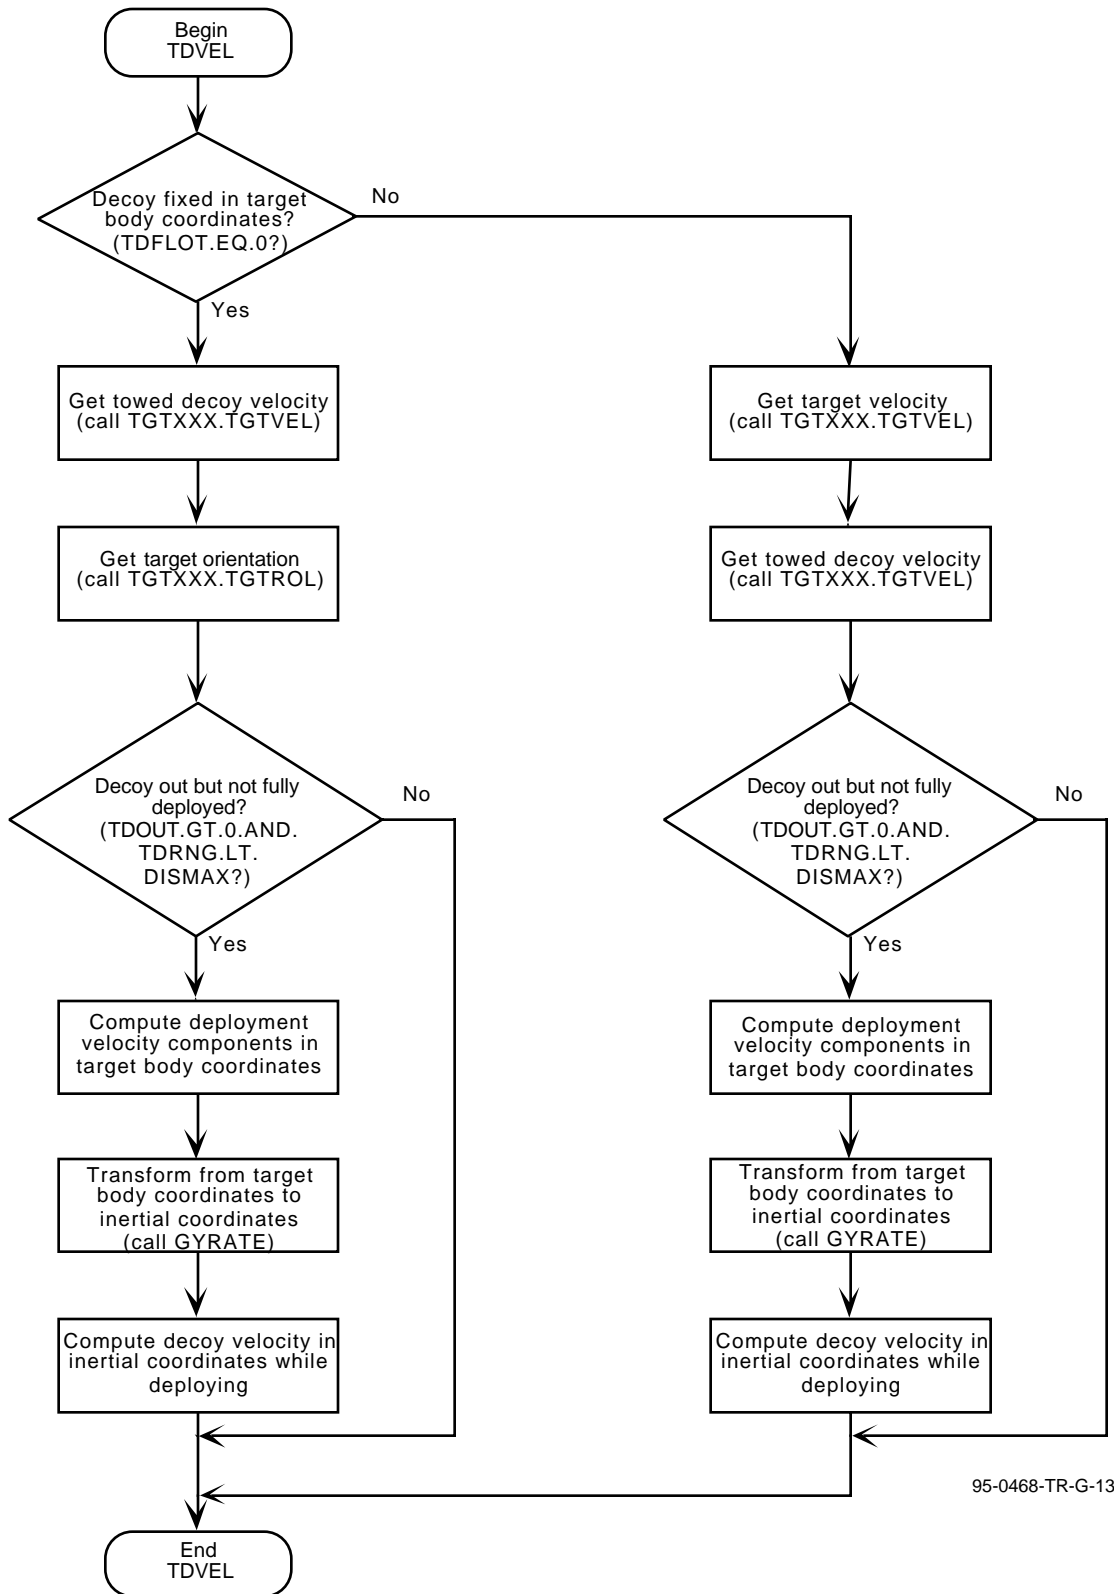 Begin
TDVEL
Decoy fixed in target
body coordinates?
(TDFLOT.EQ.0?)
No
Yes
Get towed decoy velocity
(call TGTXXX.TGTVEL)
Get target velocity
(call TGTXXX.TGTVEL)
Get target orientation
(call TGTXXX.TGTROL)
Get towed decoy velocity
(call TGTXXX.TGTVEL)
Decoy out but not fully
deployed?
(TDOUT.GT.0.AND.
TDRNG.LT.
DISMAX?)
No
Yes
Decoy out but not fully
deployed?
(TDOUT.GT.0.AND.
TDRNG.LT.
DISMAX?)
No
Yes
Compute deployment
velocity components in
target body coordinates
Compute deployment
velocity components in
target body coordinates
Transform from target
body coordinates to
inertial coordinates
(call GYRATE)
Transform from target
body coordinates to
inertial coordinates
(call GYRATE)
Compute decoy velocity in
inertial coordinates while
deploying
Compute decoy velocity in
inertial coordinates while
deploying
95-0468-TR-G-13
End
TDVEL